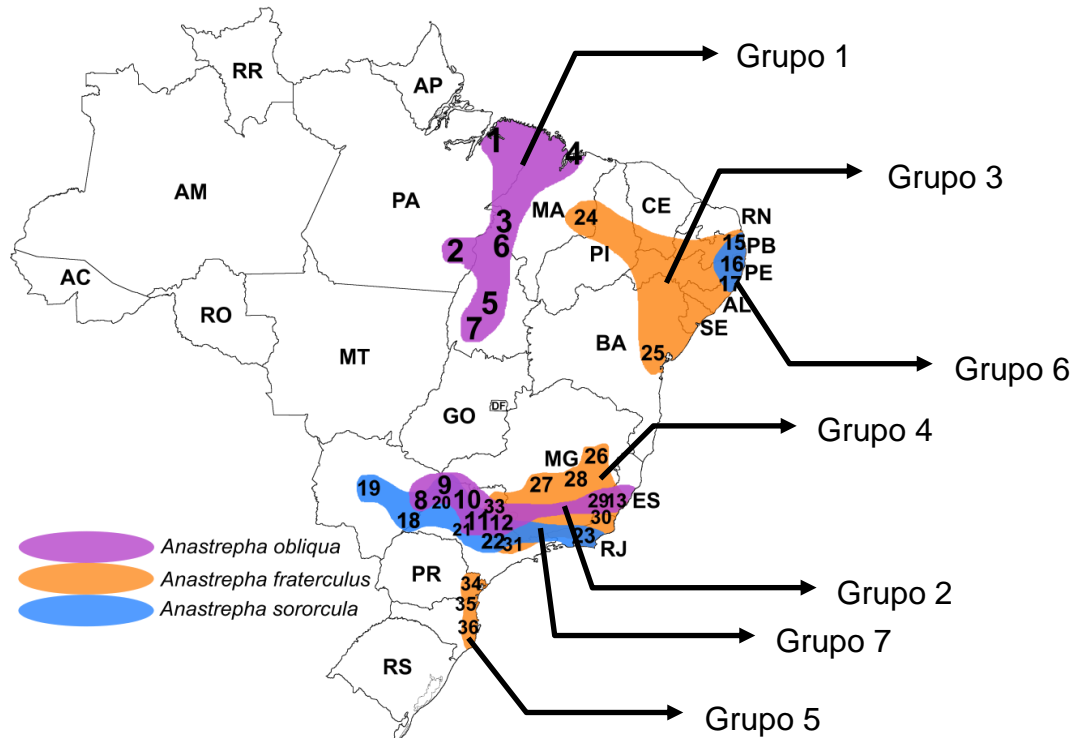 Grupo 1
RR
AP
1
4
AM
PA
MA
CE
Grupo 3
RN
3
24
15 PB
2
6
PI
16 PE
AC
17
AL
RO
5
7
SE
MT
BA
25
Grupo 6
GO
DF
Grupo 4
MG
26
27
28
19
9
8
20
10
33
29
13
ES
18
21
11
12
30
22
31
23
RJ
Anastrepha obliqua
Anastrepha fraterculus
Anastrepha sororcula
PR
34
35
36
Grupo 2
Grupo 7
RS
Grupo 5